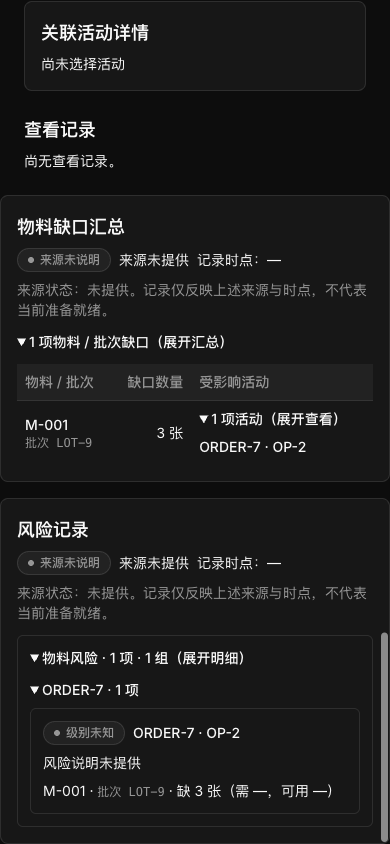 关联活动详情
尚未选择活动
查看记录
尚无查看记录。
物料缺口汇总
来源未说明 来源未提供 记录时点：—
来源状态：未提供。记录仅反映上述来源与时点，不代表
当前准备就绪。
▼1 项物料 / 批次缺口（展开汇总）
物料 / 批次 缺口数量 受影响活动
M-001 3 张 ▼1 项活动（展开查看）
批次 LOT-9 ORDER-7 · OP-2
风险记录
来源未说明 来源未提供 记录时点：—
来源状态：未提供。记录仅反映上述来源与时点，不代表
当前准备就绪。
▼物料风险 · 1 项 · 1 组（展开明细）
▼ORDER-7 · 1 项
级别未知 ORDER-7 · OP-2
风险说明未提供
M-001 · 批次 LOT-9 · 缺 3 张（需 —，可用 —）